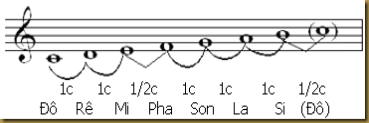 1c 1c 1/2c 1c 1c 1c 1/2c
Đô Rê Mi Pha Son La Si (Đô)